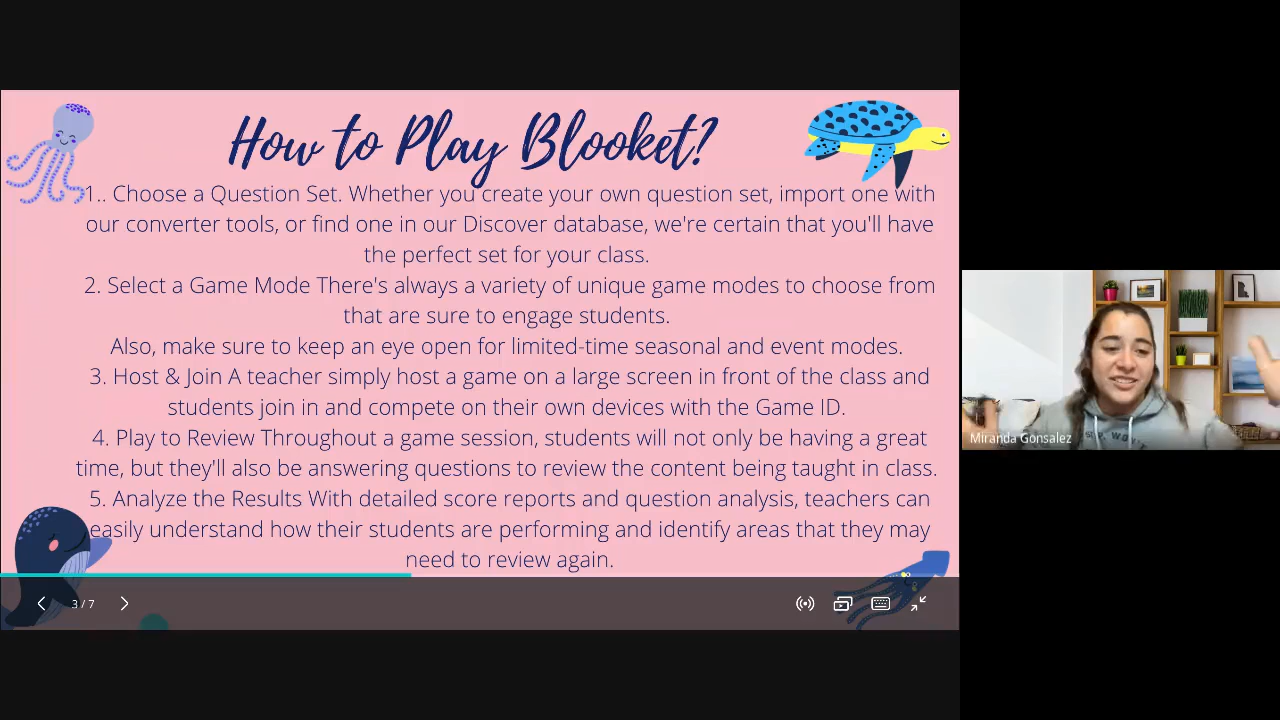 How to Play Blooket?
1.. Choose a Question Set. Whether you create your own question set, import one with
our converter tools, or find one in our Discover database, we're certain that you'll have
the perfect set for your class.
2. Select a Game Mode There's always a variety of unique game modes to choose from
that are sure to engage students.
Also, make sure to keep an eye open for limited-time seasonal and event modes.
3. Host & Join A teacher simply hosts a game on a large screen in front of the class and
students join in and compete on their own devices with the Game ID.
4. Play to Review Throughout a game session, students will not only be having a great
time, but they'll also be answering questions to review the content being taught in class.
5. Analyze the Results With detailed score reports and question analysis, teachers can
easily understand how their students are performing and identify areas that they may
need to review again.
3 / 7
Miranda Gonsalez